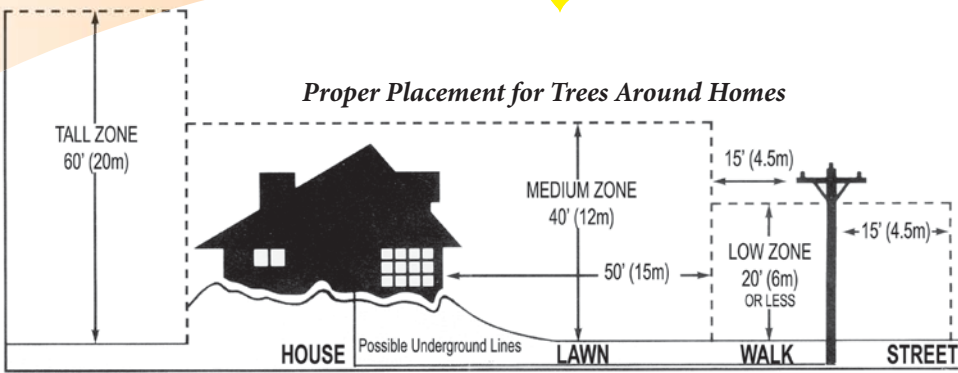 Proper Placement for Trees Around Homes
TALL ZONE
60' (20m)
MEDIUM ZONE
40' (12m)
15' (4.5m)
50' (15m)
LOW ZONE
20' (6m)
OR LESS
15' (4.5m)
HOUSE
Possible Underground Lines
LAWN
WALK
STREET